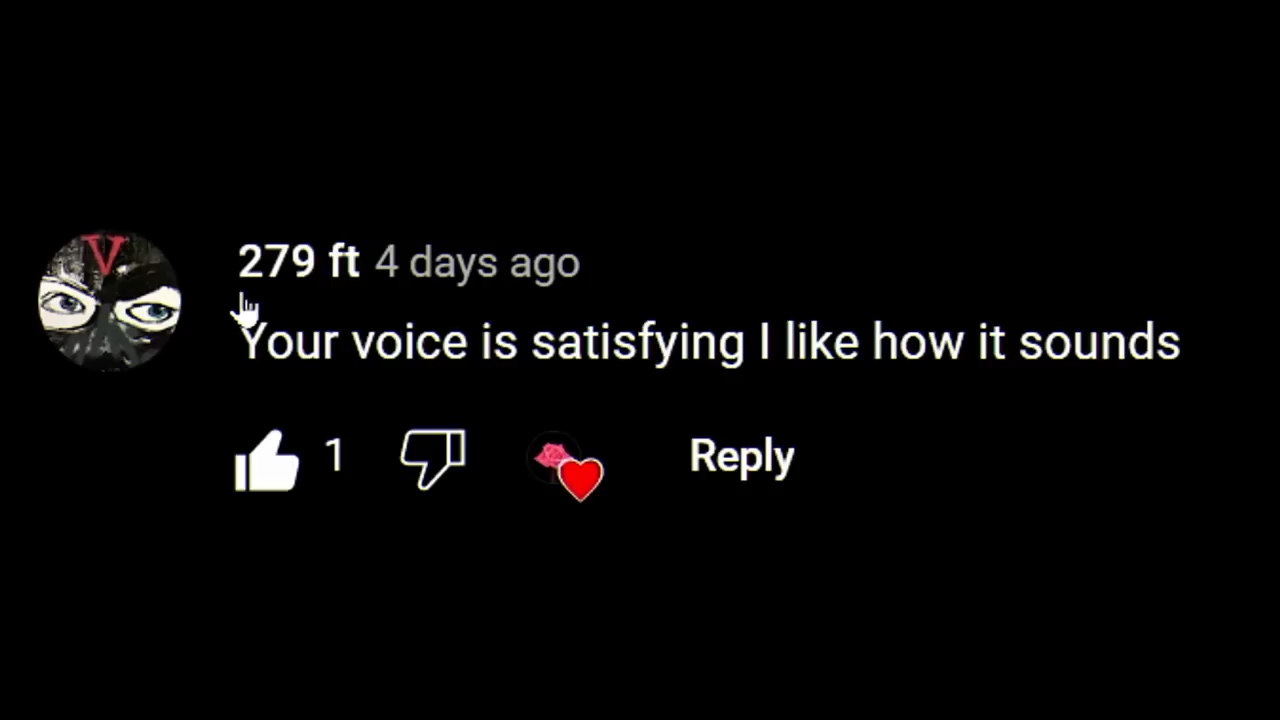 V
279 ft 4 days ago
Your voice is satisfying I like how it sounds
1 Reply